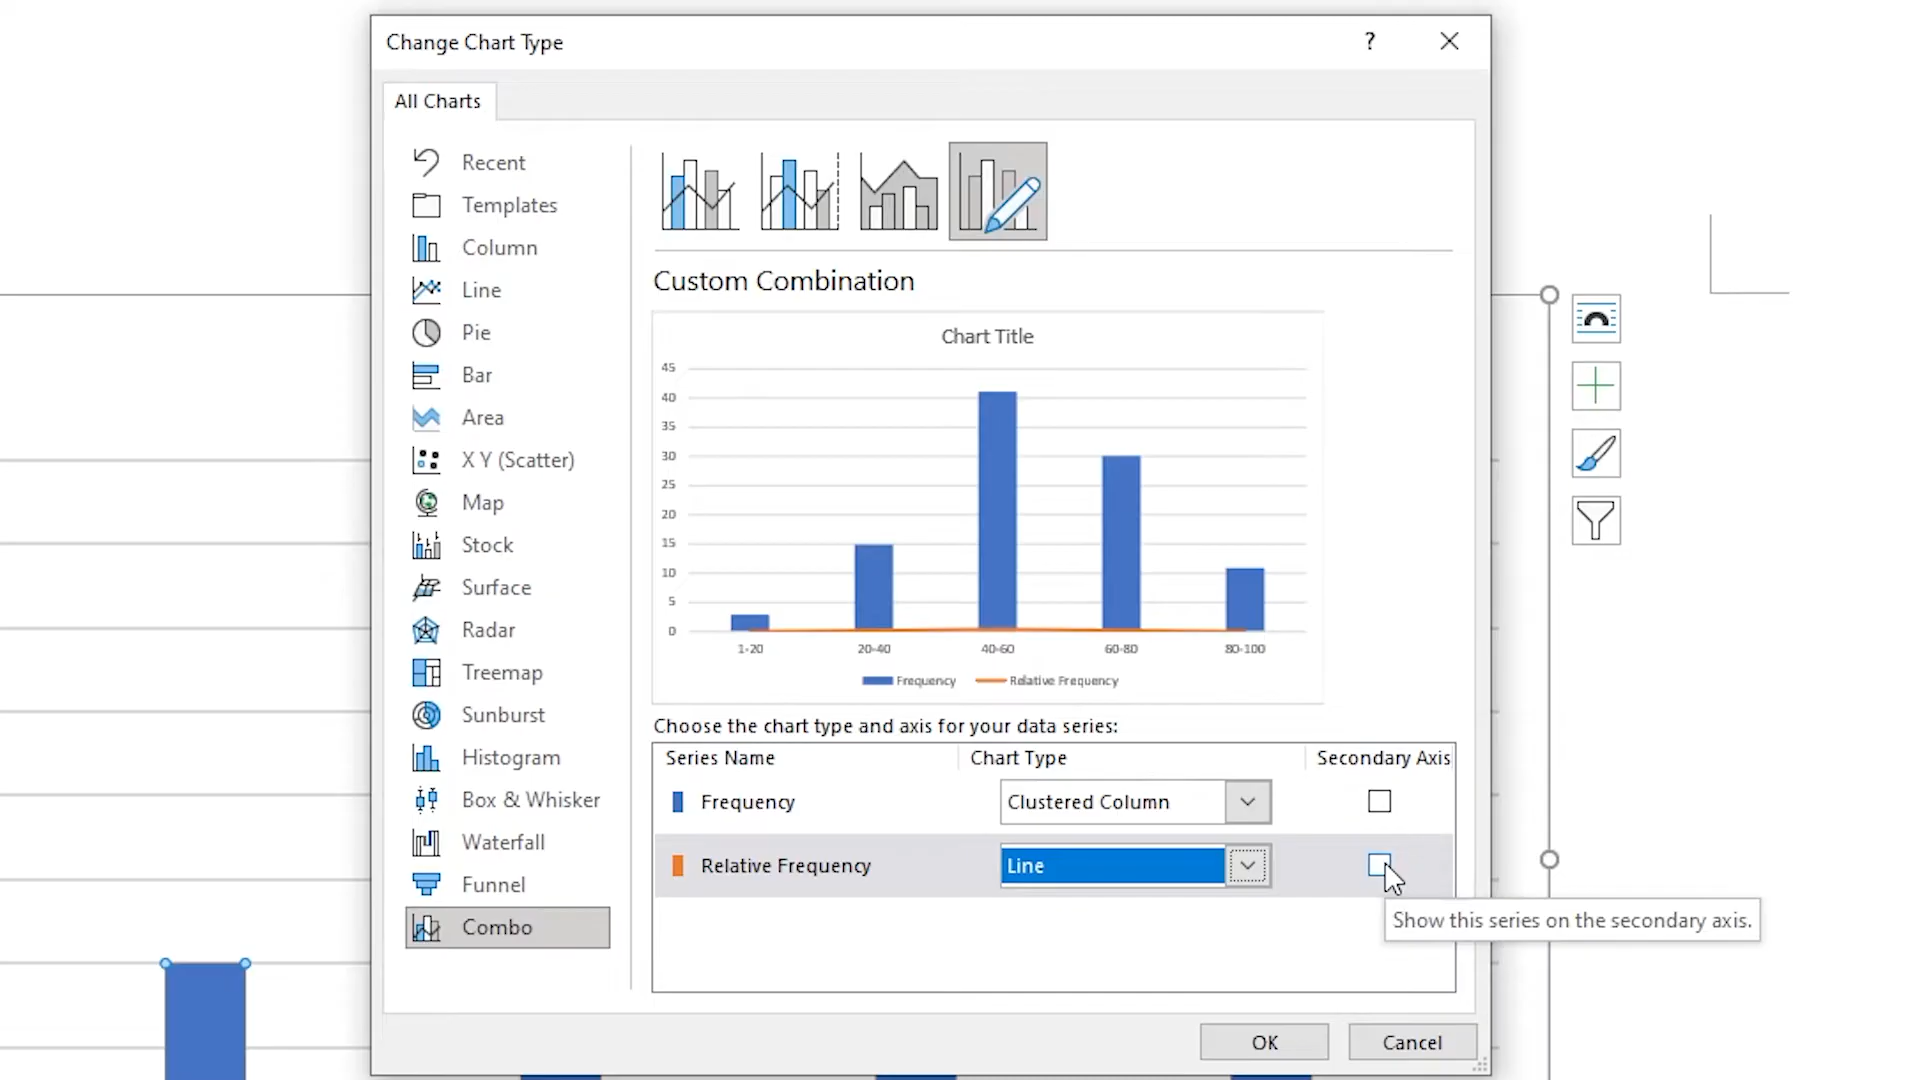 Change Chart Type
?
All Charts
Recent
Templates
Column
Line
Pie
Bar
Area
X Y (Scatter)
Map
Stock
Surface
Radar
Treemap
Sunburst
Histogram
Box & Whisker
Waterfall
Funnel
Combo
Custom Combination
Chart Title
45
40
35
30
25
20
15
10
5
0
1-20 20-40 40-60 60-80 80-100
Frequency Relative Frequency
Choose the chart type and axis for your data series:
Series Name Chart Type Secondary Axis
Frequency Clustered Column
Relative Frequency Line
Show this series on the secondary axis.
OK Cancel